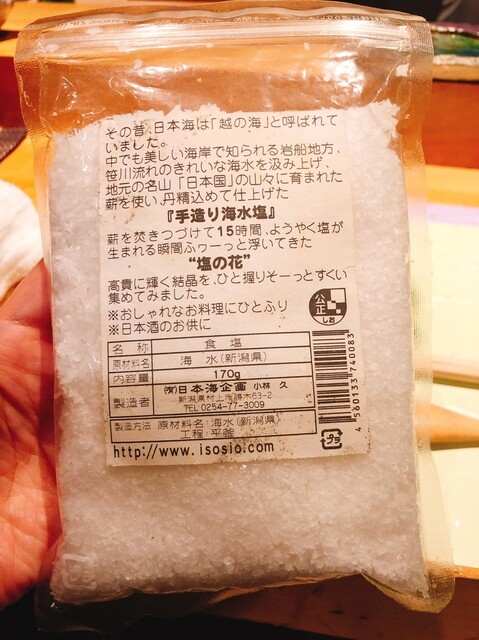 その昔、日本海は「越の海」と呼ばれて
いました。
中でも美しい海岸で知られる岩船地方、
笹川流れのきれいな海水を汲み上げ、
地元の名山「日本国」の山々に育まれた
薪を使い、丹精込めて仕上げた
『手造り海水塩』
薪を焚きつづけて15時間、ようやく塩が
生まれる瞬間ふゎーっと浮いてきた
“塩の花”
高貴に輝く結晶を、ひと握りそーっとすくい
集めてみました。
※おしゃれなお料理にひとふり
※日本酒のお供に
公正
しお
名称 食塩
原材料名 海水(新潟県)
内容量 170g
製造者 (有)日本海企画 小林 久
新潟県村上市勝木63-2
TEL0254-77-3009
製造方法 原材料名:海水(新潟県)
工程:平釜
http://www.isosio.com
4560133740083
プラ